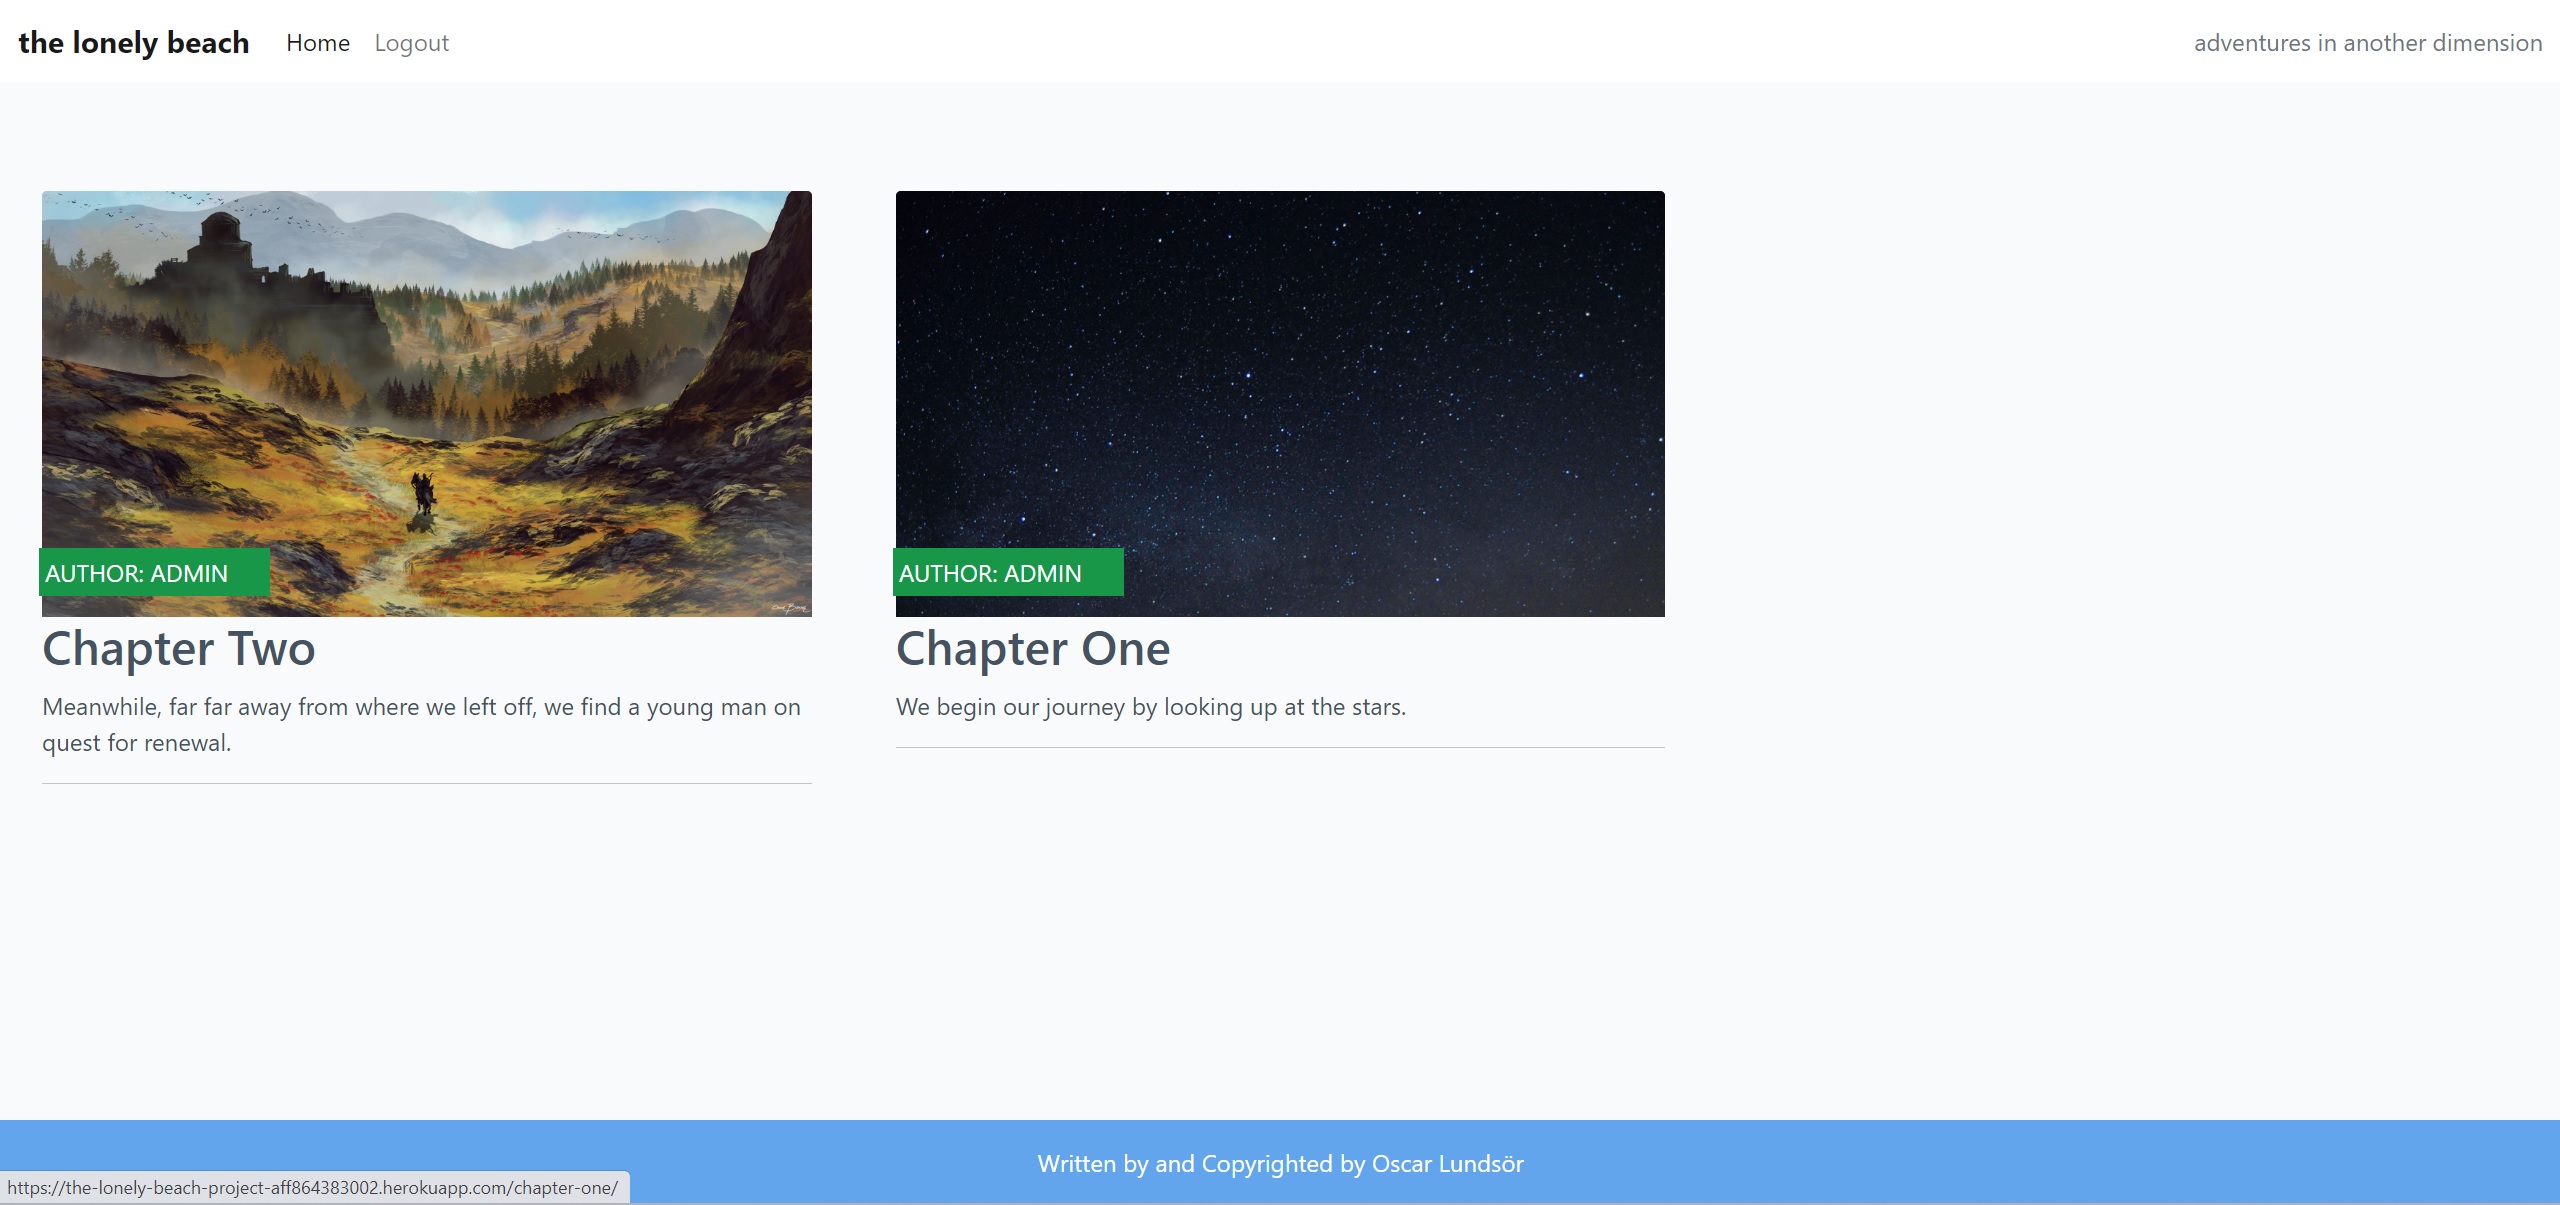 the lonely beach Home Logout adventures in another dimension
AUTHOR: ADMIN
Chapter Two
Meanwhile, far far away from where we left off, we find a young man on
quest for renewal.
AUTHOR: ADMIN
Chapter One
We begin our journey by looking up at the stars.
Written by and Copyrighted by Oscar Lundsör
https://the-lonely-beach-project-aff864383002.herokuapp.com/chapter-one/